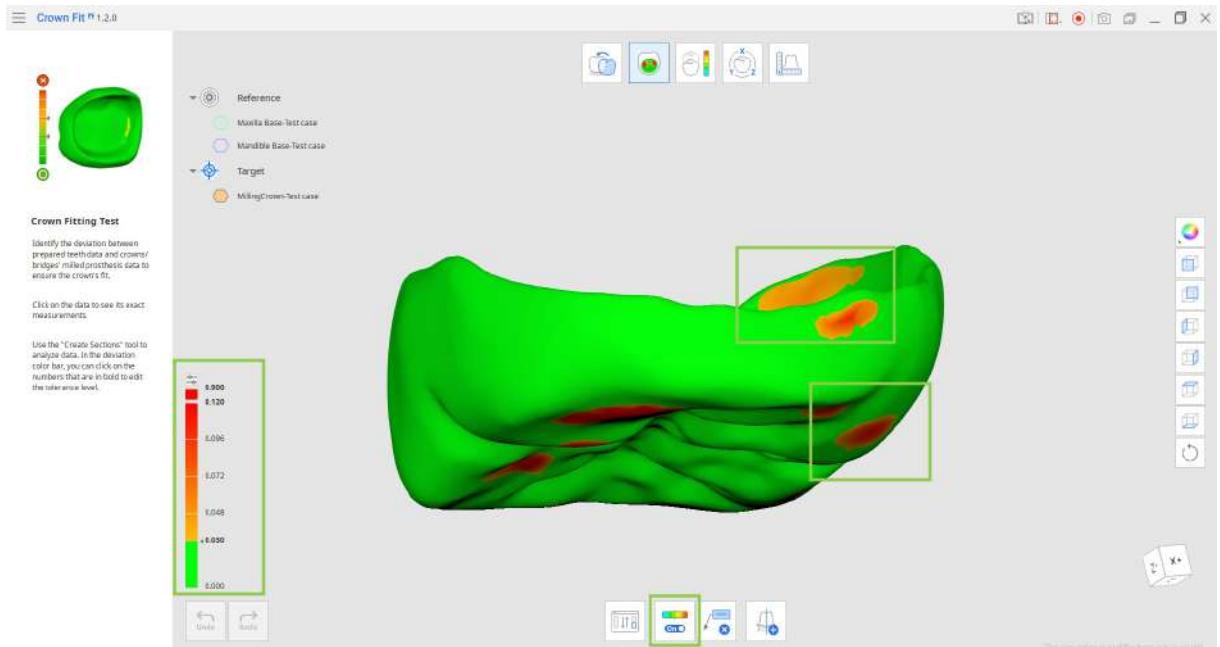 Crown Fit 1.2.0
Reference
Maxilla Base-Test case
Mandible Base-Test case
Target
MillingCrown-Test case
Crown Fitting Test
Identify the deviation between
prepared teeth data and crowns/
bridges' milled prosthesis data to
ensure the crown's fit.
Click on the data to see its exact
measurements.
Use the "Create Sections" tool to
analyze data. In the deviation
color bar, you can click on the
numbers that are in bold to edit
the tolerance level.
0.900
0.120
0.096
0.072
0.048
0.030
0.000
Undo
Redo
On
X
Z
X+